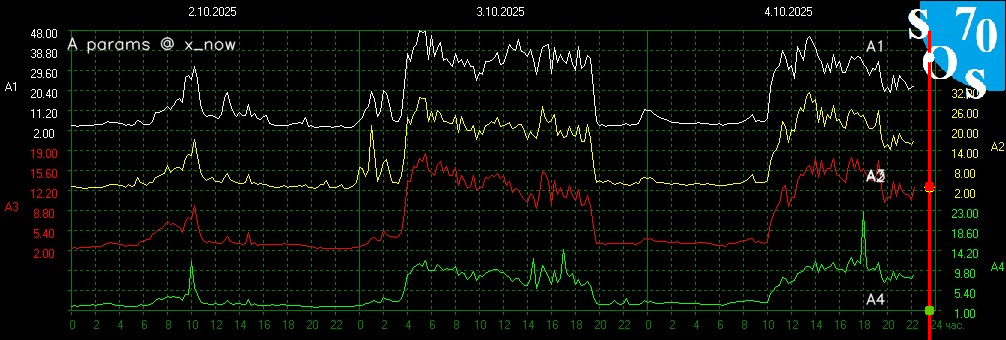 2.10.2025 3.10.2025 4.10.2025
A params @ x_now
48.00
38.80
29.60
20.40
11.20
2.00
A1
19.00
15.60
12.20
8.80
5.40
2.00
A3
A1
A4
S 70
O
S
32.00
26.00
20.00
14.00
8.00
2.00
A2
23.00
18.60
14.20
9.80
5.40
1.00
A4
0 2 4 6 8 10 12 14 16 18 20 22 0 2 4 6 8 10 12 14 16 18 20 22 0 2 4 6 8 10 12 14 16 18 20 22 24 час.